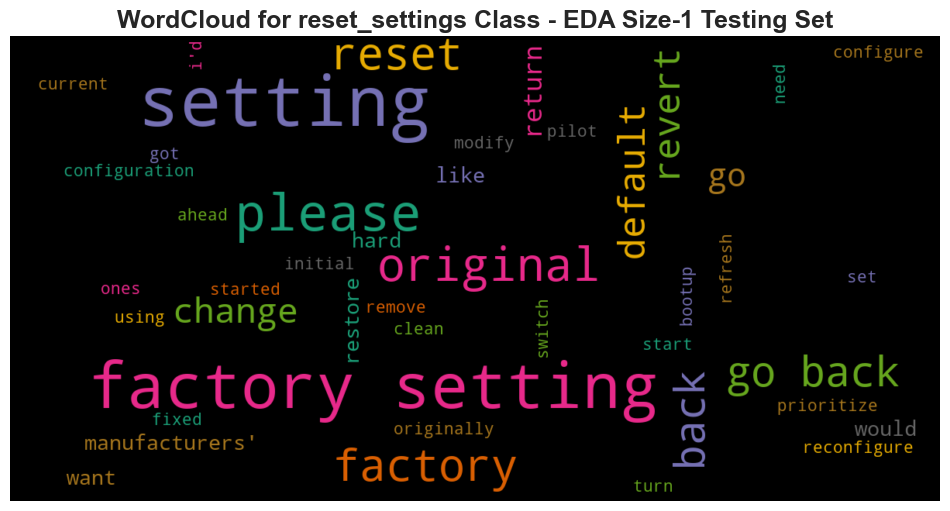 WordCloud for reset_settings Class - EDA Size-1 Testing Set
i'd
reset
return
revert
configure
current
setting
need
default
modify
pilot
got
configuration
like
go
ahead
please
hard
original
initial
refresh
bootup
set
ones
started
restore
remove
using
change
clean
switch
start
factory setting
back
go back
fixed
originally
prioritize
manufacturers'
would
factory
reconfigure
want
turn